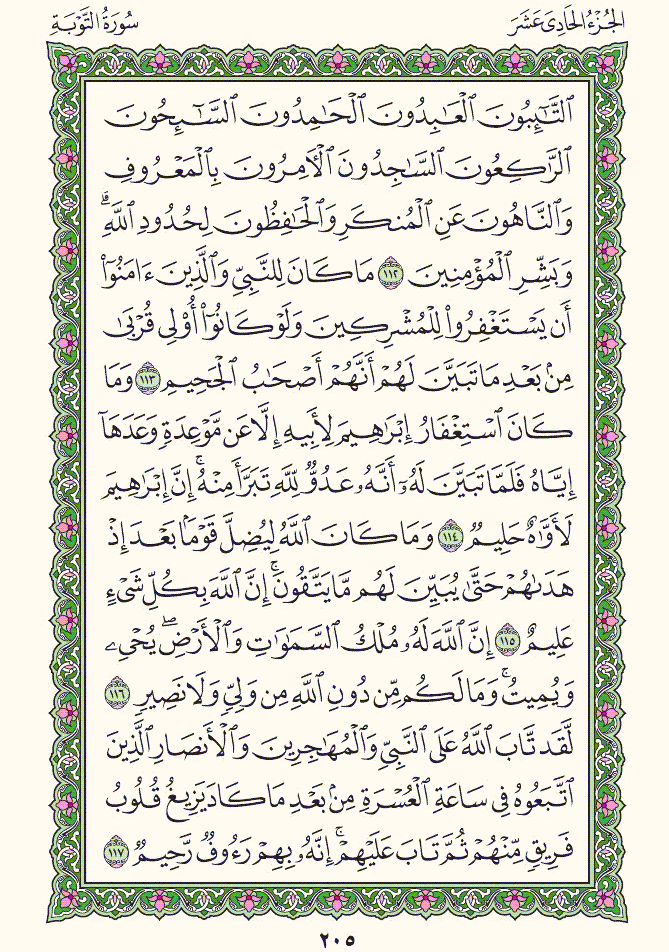 الجُزْءُ الحَادِى عَشَرَ
سُورَةُ التَّوْبَةِ
ٱلتَّٰٓئِبُونَ ٱلْعَٰبِدُونَ ٱلْحَٰمِدُونَ ٱلسَّٰٓئِحُونَ
ٱلرَّٰكِعُونَ ٱلسَّٰجِدُونَ ٱلْءَامِرُونَ بِٱلْمَعْرُوفِ
وَٱلنَّاهُونَ عَنِ ٱلْمُنكَرِ وَٱلْحَٰفِظُونَ لِحُدُودِ ٱللَّهِۗ
وَبَشِّرِ ٱلْمُؤْمِنِينَ ١١٢ مَا كَانَ لِلنَّبِىِّ وَٱلَّذِينَ ءَامَنُوٓا۟
أَن يَسْتَغْفِرُوا۟ لِلْمُشْرِكِينَ وَلَوْ كَانُوٓا۟ أُو۟لِى قُرْبَىٰ
مِنۢ بَعْدِ مَا تَبَيَّنَ لَهُمْ أَنَّهُمْ أَصْحَٰبُ ٱلْجَحِيمِ ١١٣ وَمَا
كَانَ ٱسْتِغْفَارُ إِبْرَٰهِيمَ لِأَبِيهِ إِلَّا عَن مَّوْعِدَةٍ وَعَدَهَآ
إِيَّاهُ فَلَمَّا تَبَيَّنَ لَهُۥٓ أَنَّهُۥ عَدُوٌّ لِّلَّهِ تَبَرَّأَ مِنْهُۚ إِنَّ إِبْرَٰهِيمَ
لَأَوَّٰهٌ حَلِيمٌ ١١٤ وَمَا كَانَ ٱللَّهُ لِيُضِلَّ قَوْمًۢا بَعْدَ إِذْ
هَدَىٰهُمْ حَتَّىٰ يُبَيِّنَ لَهُم مَّا يَتَّقُونَۚ إِنَّ ٱللَّهَ بِكُلِّ شَىْءٍ
عَلِيمٌ ١١٥ إِنَّ ٱللَّهَ لَهُۥ مُلْكُ ٱلسَّمَٰوَٰتِ وَٱلْأَرْضِۖ يُحْىِۦ
وَيُمِيتُۚ وَمَا لَكُم مِّن دُونِ ٱللَّهِ مِن وَلِىٍّ وَلَا نَصِيرٍ ١١٦
لَّقَد تَّابَ ٱللَّهُ عَلَى ٱلنَّبِىِّ وَٱلْمُهَٰجِرِينَ وَٱلْأَنصَارِ ٱلَّذِينَ
ٱتَّبَعُوهُ فِى سَاعَةِ ٱلْعُسْرَةِ مِنۢ بَعْدِ مَا كَادَ يَزِيغُ قُلُوبُ
فَرِيقٍ مِّنْهُمْ ثُمَّ تَابَ عَلَيْهِمْۚ إِنَّهُۥ بِهِمْ رَءُوفٌ رَّحِيمٌ ١١٧
٢٠٥